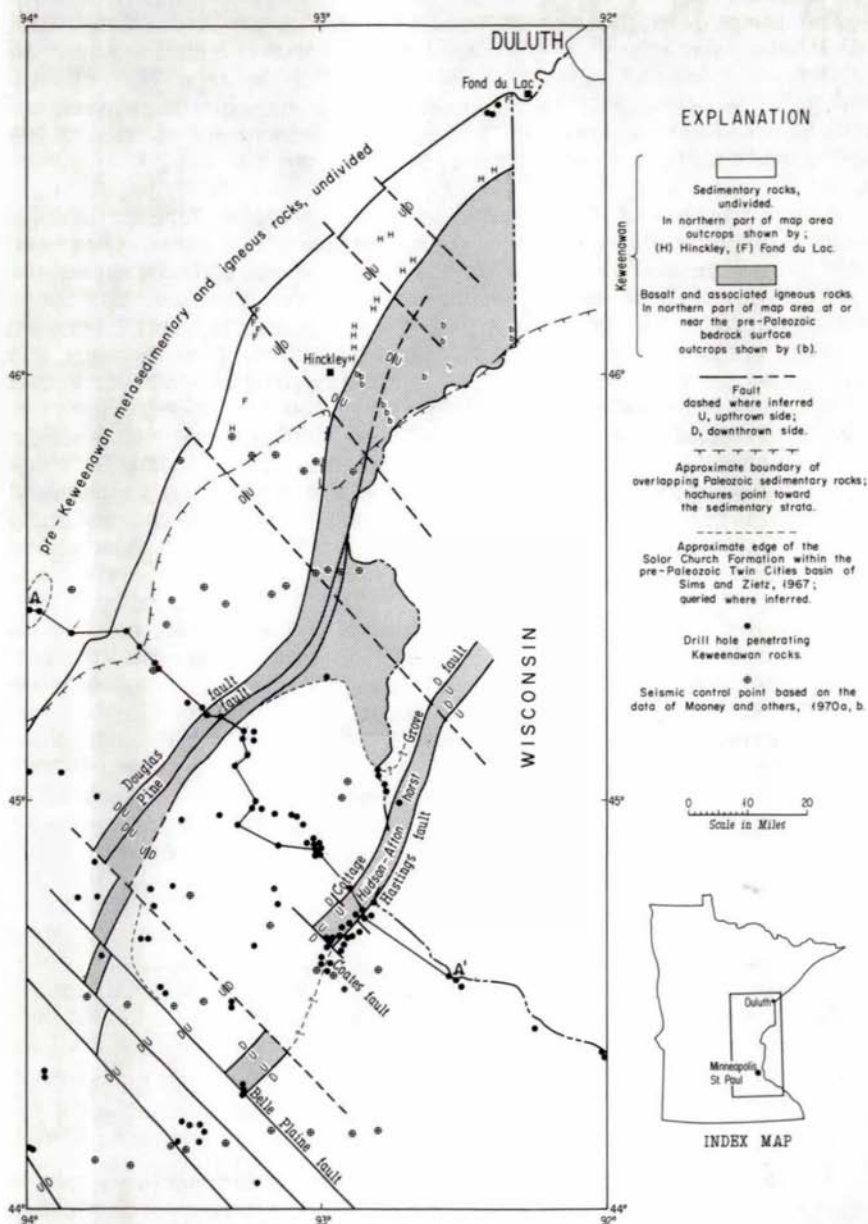 94°
93°
92°
DULUTH
Fond du Lac
pre-Keweenawan metasedimentary and igneous rocks, undivided
H
H
H H
U/D
H
D/U
H
H
H
H
H
H
H
F
F
F
U/D
b
b
b
b
b
b
b
b
b
b
D/U
Hinckley
46°
46°
D U
F
H
D/U
A
WISCONSIN
D fault
D U
U
Grove
?
fault
fault
Douglas
Pine
45°
45°
horst
Hudson-Afton
Hastings fault
Cottage
D U
D U
U/D
D
U
D
U
A'
Coates fault
U/D
D/U
D/U
D/U
D U
U D
Belle Plaine fault
U/D
44°
93°
44°
92°
EXPLANATION
Keweenawan
Sedimentary rocks,
undivided.
In northern part of map area
outcrops shown by;
(H) Hinckley, (F) Fond du Lac.
Basalt and associated igneous rocks.
In northern part of map area at or
near the pre-Paleozoic
bedrock surface
outcrops shown by (b).
Fault
dashed where inferred
U, upthrown side;
D, downthrown side.
Approximate boundary of
overlapping Paleozoic sedimentary rocks;
hachures point toward
the sedimentary strata.
Approximate edge of the
Solor Church Formation within the
pre-Paleozoic Twin Cities basin of
Sims and Zietz, 1967;
queried where inferred.
Drill hole penetrating
Keweenawan rocks.
Seismic control point based on the
data of Mooney and others, 1970a, b.
0 10 20
Scale in Miles
Duluth
Minneapolis
St. Paul
INDEX MAP